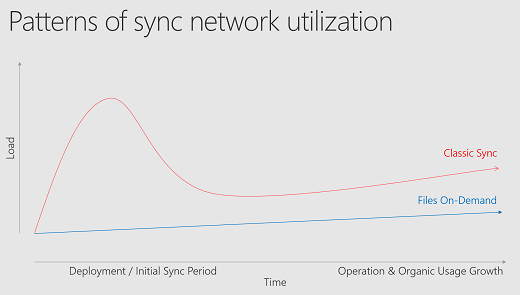 Patterns of sync network utilization
Load
Classic Sync
Files On-Demand
Deployment / Initial Sync Period
Operation & Organic Usage Growth
Time